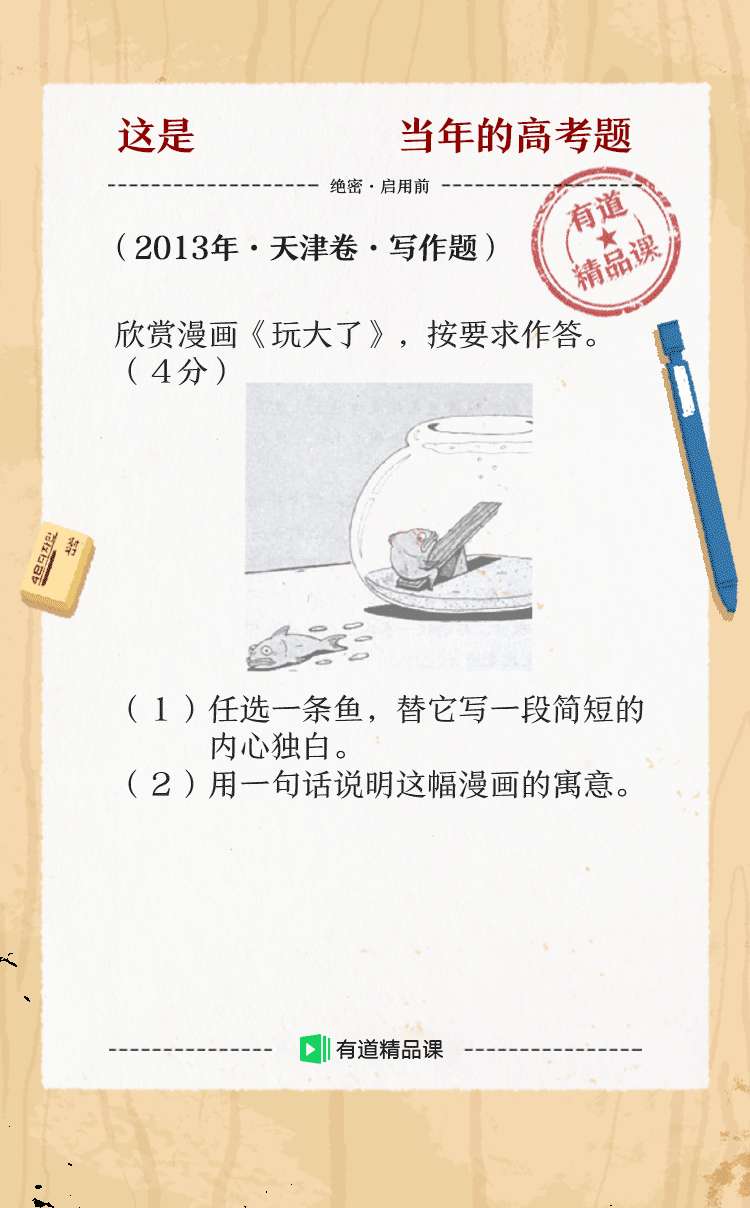 这是 当年的高考题
绝密·启用前
有道
精品课
（2013年·天津卷·写作题）
欣赏漫画《玩大了》，按要求作答。
（4分）
（1）任选一条鱼，替它写一段简短的
内心独白。
（2）用一句话说明这幅漫画的寓意。
有道精品课